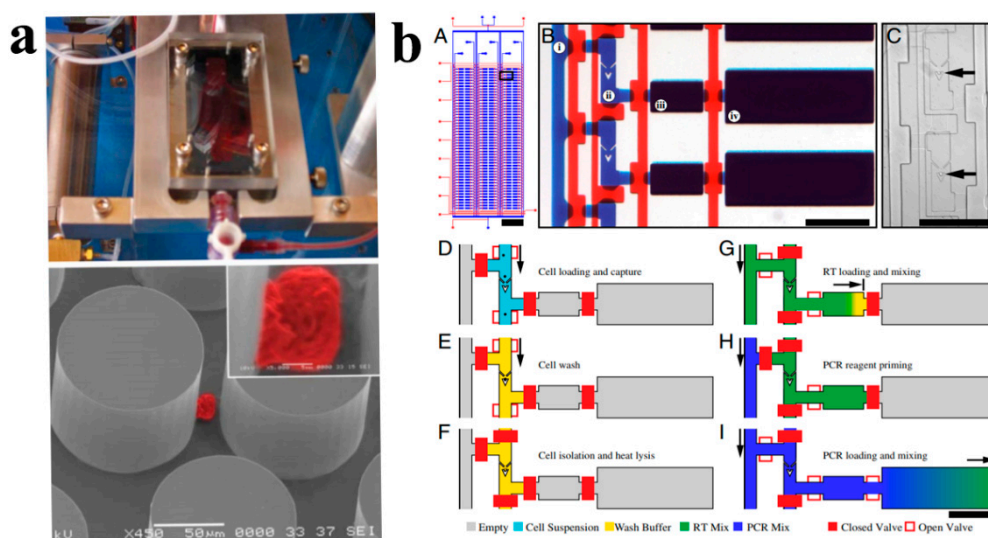 a
b
A
B
C
i
ii
iii
iv
D
Cell loading and capture
G
RT loading and mixing
E
Cell wash
H
PCR reagent priming
F
Cell isolation and heat lysis
I
PCR loading and mixing
kU X450 50μm 0000 33 37 SEI
Empty Cell Suspension Wash Buffer RT Mix PCR Mix Closed Valve Open Valve